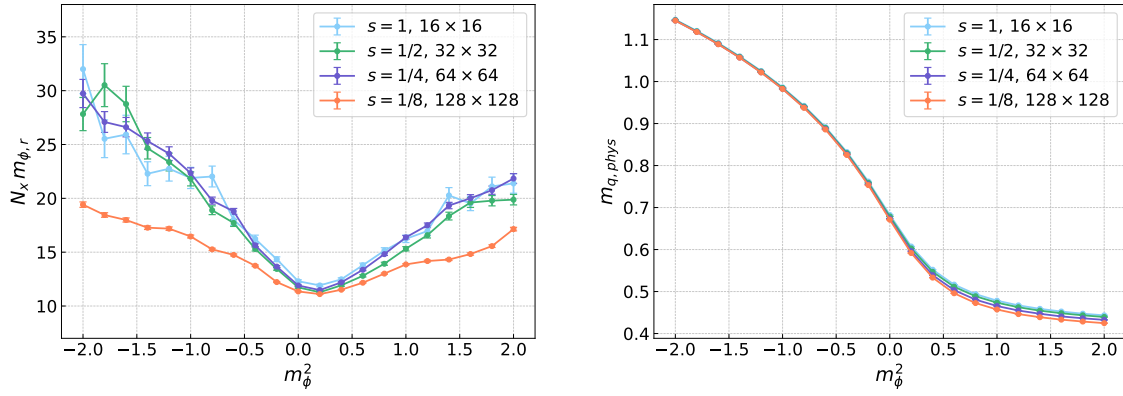 35
30
25
20
15
10
N_x m_{ϕ, r}
−2.0 −1.5 −1.0 −0.5 0.0 0.5 1.0 1.5 2.0
m_ϕ^2
s = 1, 16 × 16
s = 1/2, 32 × 32
s = 1/4, 64 × 64
s = 1/8, 128 × 128
1.1
1.0
0.9
0.8
0.7
0.6
0.5
0.4
m_{q, phys}
−2.0 −1.5 −1.0 −0.5 0.0 0.5 1.0 1.5 2.0
m_ϕ^2
s = 1, 16 × 16
s = 1/2, 32 × 32
s = 1/4, 64 × 64
s = 1/8, 128 × 128